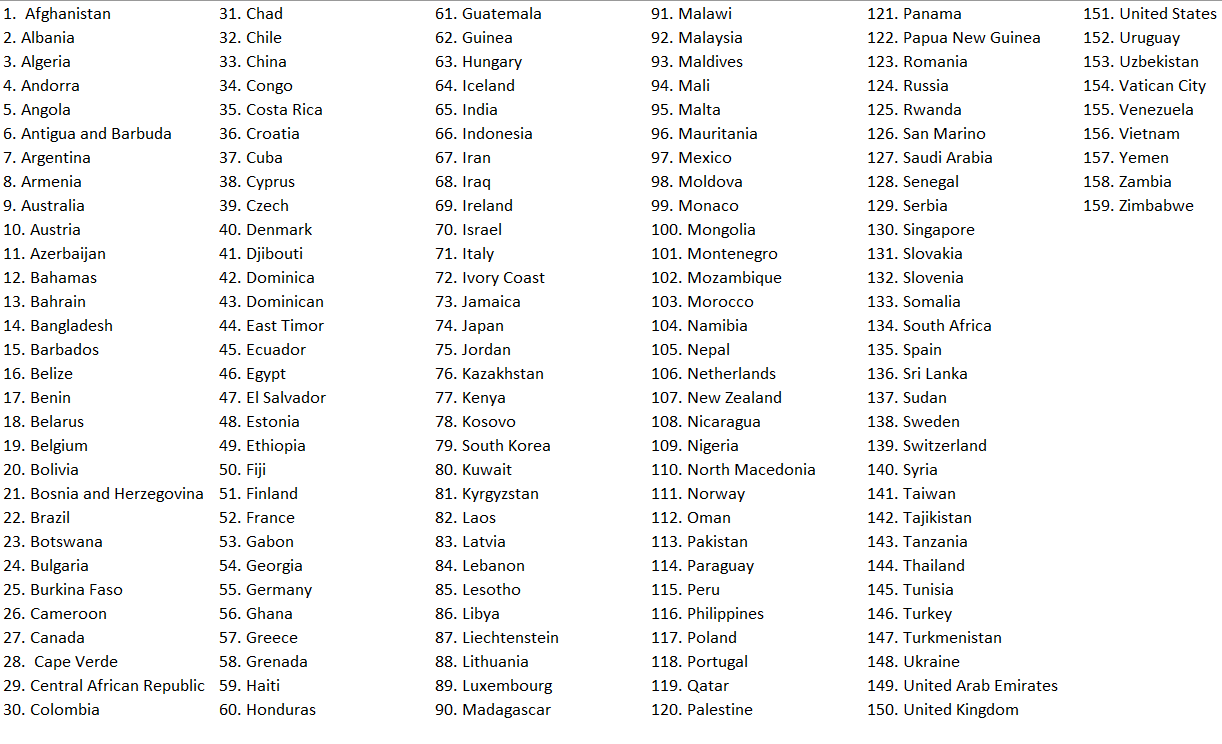 1.  Afghanistan
2. Albania
3. Algeria
4. Andorra
5. Angola
6. Antigua and Barbuda
7. Argentina
8. Armenia
9. Australia
10. Austria
11. Azerbaijan
12. Bahamas
13. Bahrain
14. Bangladesh
15. Barbados
16. Belize
17. Benin
18. Belarus
19. Belgium
20. Bolivia
21. Bosnia and Herzegovina
22. Brazil
23. Botswana
24. Bulgaria
25. Burkina Faso
26. Cameroon
27. Canada
28.  Cape Verde
29. Central African Republic
30. Colombia
31. Chad
32. Chile
33. China
34. Congo
35. Costa Rica
36. Croatia
37. Cuba
38. Cyprus
39. Czech
40. Denmark
41. Djibouti
42. Dominica
43. Dominican
44. East Timor
45. Ecuador
46. Egypt
47. El Salvador
48. Estonia
49. Ethiopia
50. Fiji
51. Finland
52. France
53. Gabon
54. Georgia
55. Germany
56. Ghana
57. Greece
58. Grenada
59. Haiti
60. Honduras
61. Guatemala
62. Guinea
63. Hungary
64. Iceland
65. India
66. Indonesia
67. Iran
68. Iraq
69. Ireland
70. Israel
71. Italy
72. Ivory Coast
73. Jamaica
74. Japan
75. Jordan
76. Kazakhstan
77. Kenya
78. Kosovo
79. South Korea
80. Kuwait
81. Kyrgyzstan
82. Laos
83. Latvia
84. Lebanon
85. Lesotho
86. Libya
87. Liechtenstein
88. Lithuania
89. Luxembourg
90. Madagascar
91. Malawi
92. Malaysia
93. Maldives
94. Mali
95. Malta
96. Mauritania
97. Mexico
98. Moldova
99. Monaco
100. Mongolia
101. Montenegro
102. Mozambique
103. Morocco
104. Namibia
105. Nepal
106. Netherlands
107. New Zealand
108. Nicaragua
109. Nigeria
110. North Macedonia
111. Norway
112. Oman
113. Pakistan
114. Paraguay
115. Peru
116. Philippines
117. Poland
118. Portugal
119. Qatar
120. Palestine
121. Panama
122. Papua New Guinea
123. Romania
124. Russia
125. Rwanda
126. San Marino
127. Saudi Arabia
128. Senegal
129. Serbia
130. Singapore
131. Slovakia
132. Slovenia
133. Somalia
134. South Africa
135. Spain
136. Sri Lanka
137. Sudan
138. Sweden
139. Switzerland
140. Syria
141. Taiwan
142. Tajikistan
143. Tanzania
144. Thailand
145. Tunisia
146. Turkey
147. Turkmenistan
148. Ukraine
149. United Arab Emirates
150. United Kingdom
151. United States
152. Uruguay
153. Uzbekistan
154. Vatican City
155. Venezuela
156. Vietnam
157. Yemen
158. Zambia
159. Zimbabwe